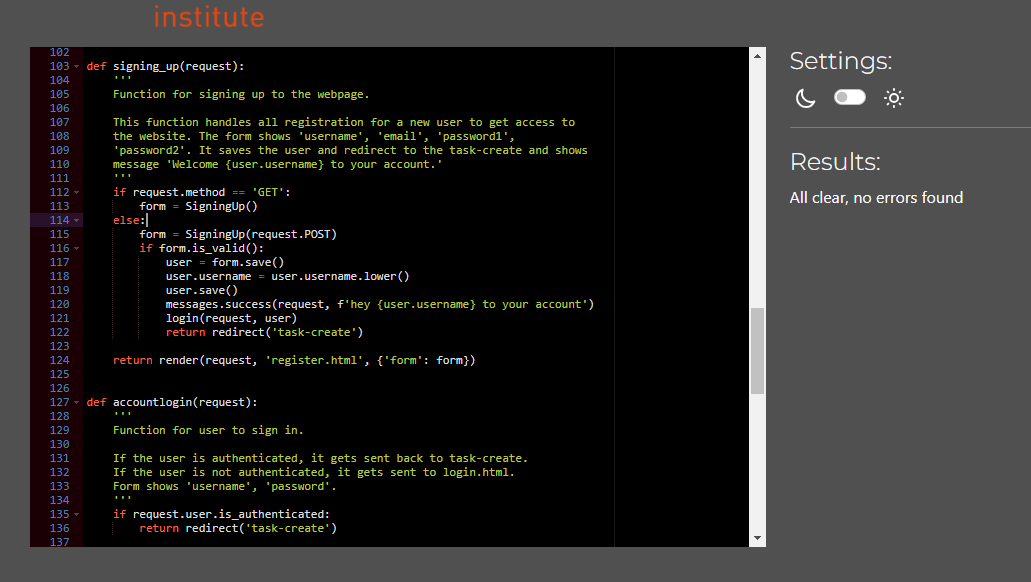 institute
102
103 def signing_up(request):
104     '''
105     Function for signing up to the webpage.
106
107     This function handles all registration for a new user to get access to
108     the website. The form shows 'username', 'email', 'password1',
109     'password2'. It saves the user and redirect to the task-create and shows
110     message 'Welcome {user.username} to your account.'
111     '''
112     if request.method == 'GET':
113         form = SigningUp()
114     else:
115         form = SigningUp(request.POST)
116         if form.is_valid():
117             user = form.save()
118             user.username = user.username.lower()
119             user.save()
120             messages.success(request, f'hey {user.username} to your account')
121             login(request, user)
122             return redirect('task-create')
123
124     return render(request, 'register.html', {'form': form})
125
126
127 def accountlogin(request):
128     '''
129     Function for user to sign in.
130
131     If the user is authenticated, it gets sent back to task-create.
132     If the user is not authenticated, it gets sent to login.html.
133     Form shows 'username', 'password'.
134     '''
135     if request.user.is_authenticated:
136         return redirect('task-create')
137
Settings:
Results:
All clear, no errors found